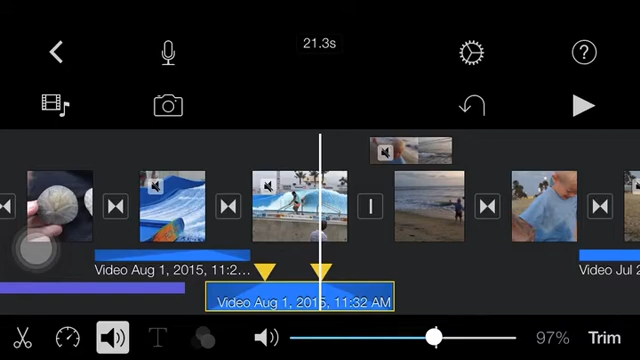 21.3s
?
Video Aug 1, 2015, 11:2...
Video Jul 2
Video Aug 1, 2015, 11:32 AM
T
97%
Trim